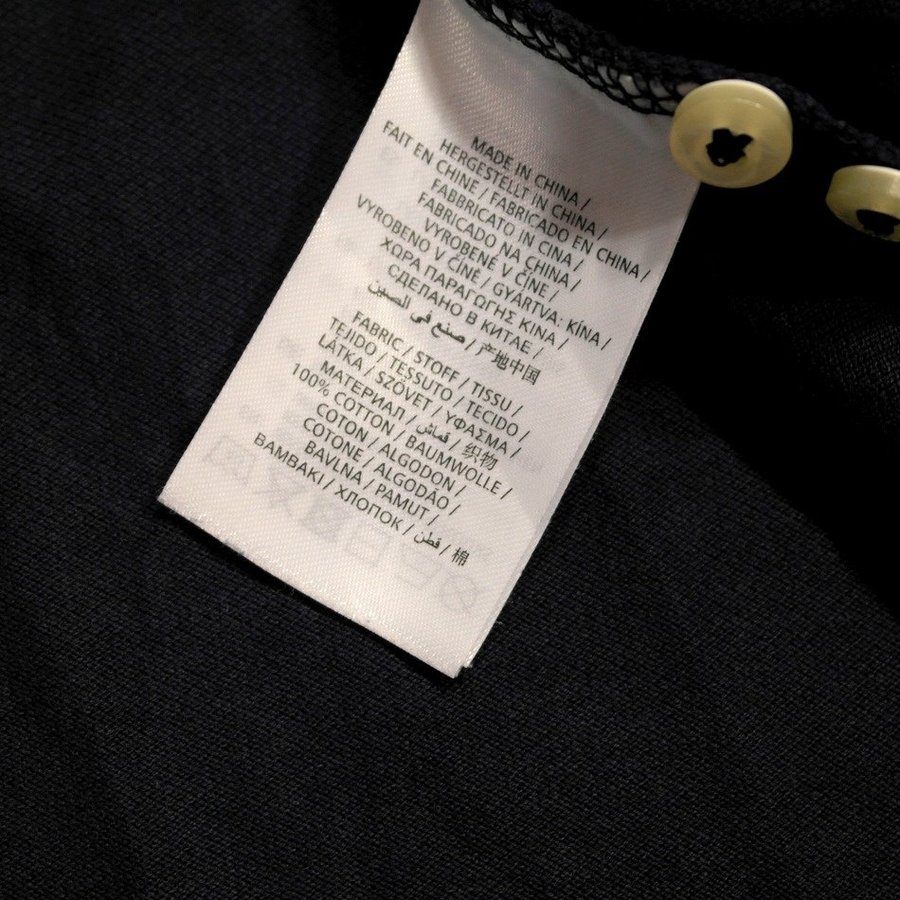 MADE IN CHINA /
HERGESTELLT IN CHINA /
FAIT EN CHINE / FABRICADO EN CHINA /
FABBRICATO IN CINA /
FABRICADO NA CHINA /
VYROBENÉ V ČÍNE /
VYROBENO V ČÍNĚ / GYÁRTVA: KÍNA /
ΧΩΡΑ ΠΑΡΑΓΩΓΗΣ ΚΙΝΑ /
СДЕЛАНО В КИТАЕ /
صنع في الصين / 产地中国
FABRIC / STOFF / TISSU /
TEJIDO / TESSUTO / TECIDO /
LÁTKA / SZÖVET / ΥΦΑΣΜΑ /
МАТЕРИАЛ / قماش / 织物
100% COTTON / BAUMWOLLE /
COTON / ALGODON /
COTONE / ALGODÃO /
BAVLNA / PAMUT /
ΒΑΜΒΑΚΙ / ХЛОПОК / قطن / 棉